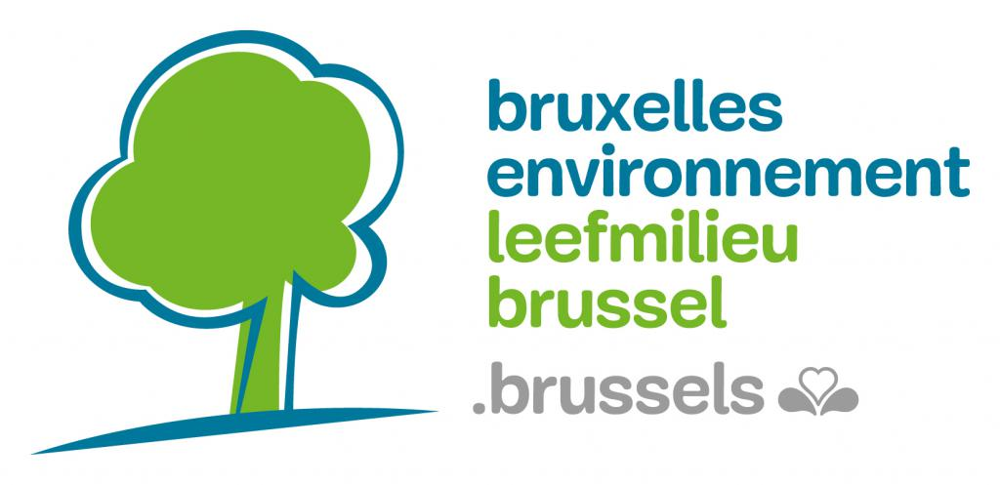 bruxelles
environnement
leefmilieu
brussel
.brussels